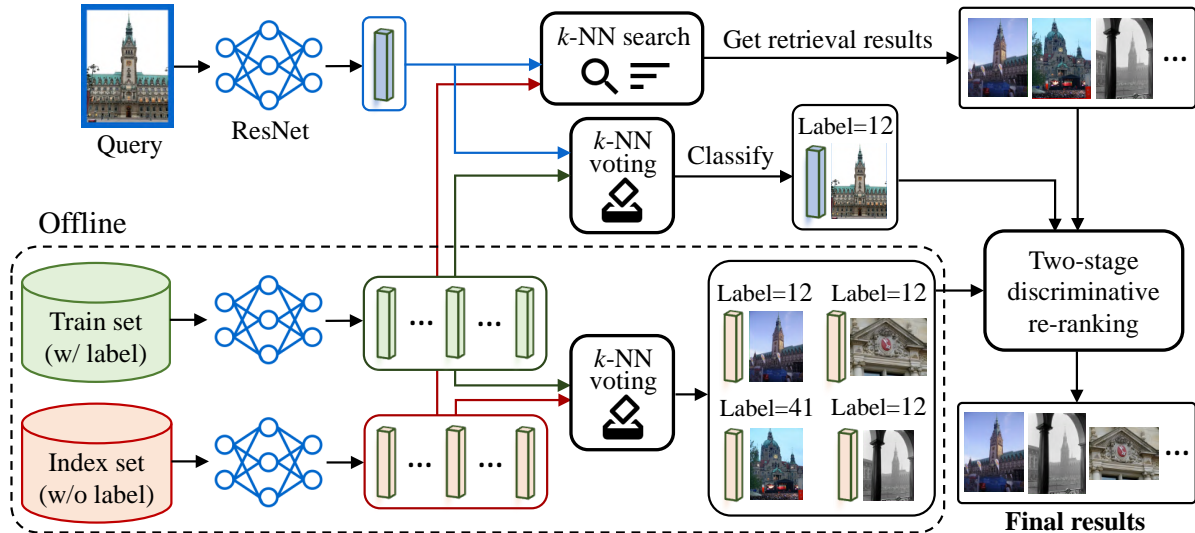 k-NN search
Get retrieval results
...
Query
ResNet
k-NN
voting
Classify
Label=12
Offline
Train set
(w/ label)
... ...
k-NN
voting
Label=12
Label=12
Label=41
Label=12
Two-stage
discriminative
re-ranking
Index set
(w/o label)
... ...
...
Final results